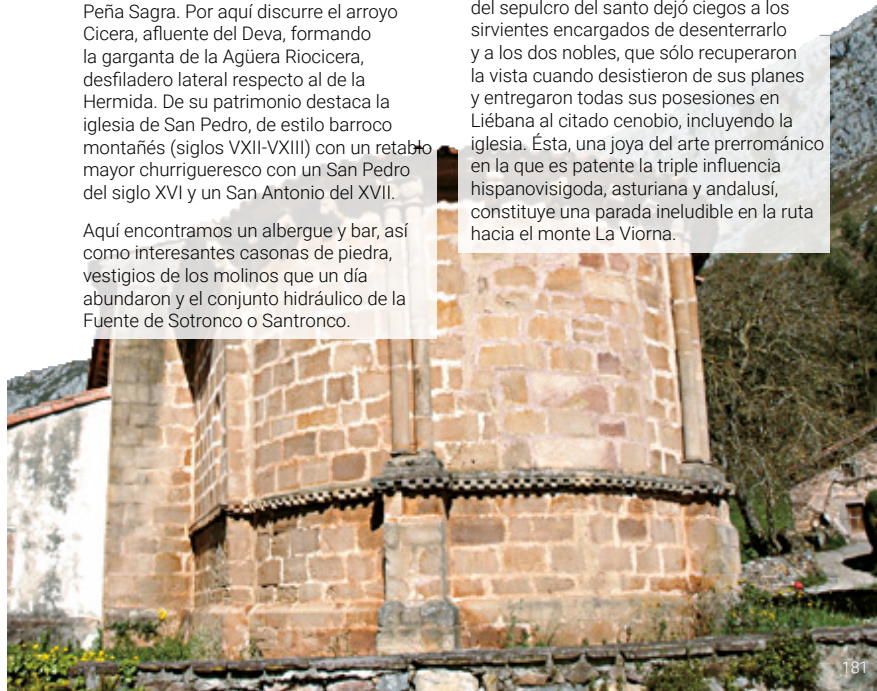 Peña Sagra. Por aquí discurre el arroyo
Cicera, afluente del Deva, formando
la garganta de la Agüera Riocicera,
desfiladero lateral respecto al de la
Hermida. De su patrimonio destaca la
iglesia de San Pedro, de estilo barroco
montañés (siglos VXII-VXIII) con un retablo
mayor churrigueresco con un San Pedro
del siglo XVI y un San Antonio del XVII.
Aquí encontramos un albergue y bar, así
como interesantes casonas de piedra,
vestigios de los molinos que un día
abundaron y el conjunto hidráulico de la
Fuente de Sotronco o Santronco.
del sepulcro del santo dejó ciegos a los
sirvientes encargados de desenterrarlo
y a los dos nobles, que sólo recuperaron
la vista cuando desistieron de sus planes
y entregaron todas sus posesiones en
Liébana al citado cenobio, incluyendo la
iglesia. Ésta, una joya del arte prerrománico
en la que es patente la triple influencia
hispanovisigoda, asturiana y andalusí,
constituye una parada ineludible en la ruta
hacia el monte La Viorna.
181